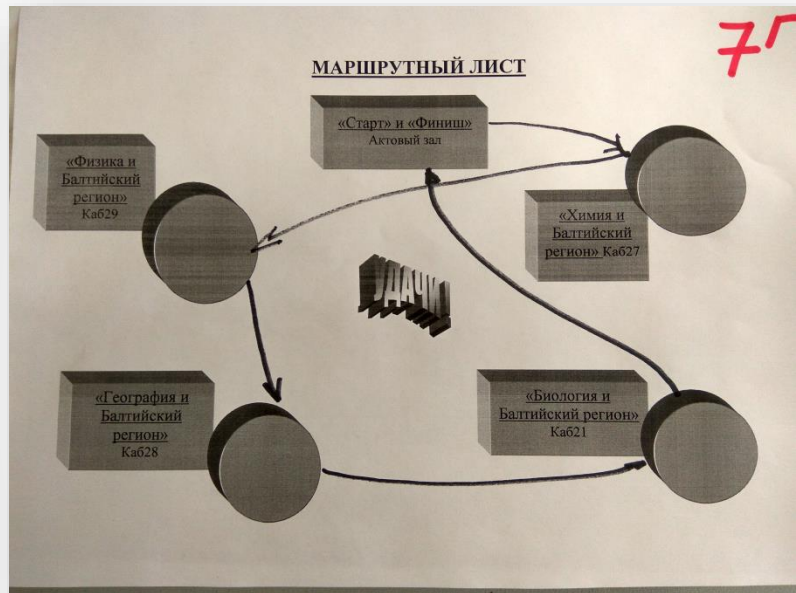 7Г
МАРШРУТНЫЙ ЛИСТ
«Старт» и «Финиш»
Актовый зал
«Физика и
Балтийский
регион»
Каб29
«Химия и
Балтийский
регион» Каб27
УДАЧИ!
«География и
Балтийский
регион»
Каб28
«Биология и
Балтийский регион»
Каб21